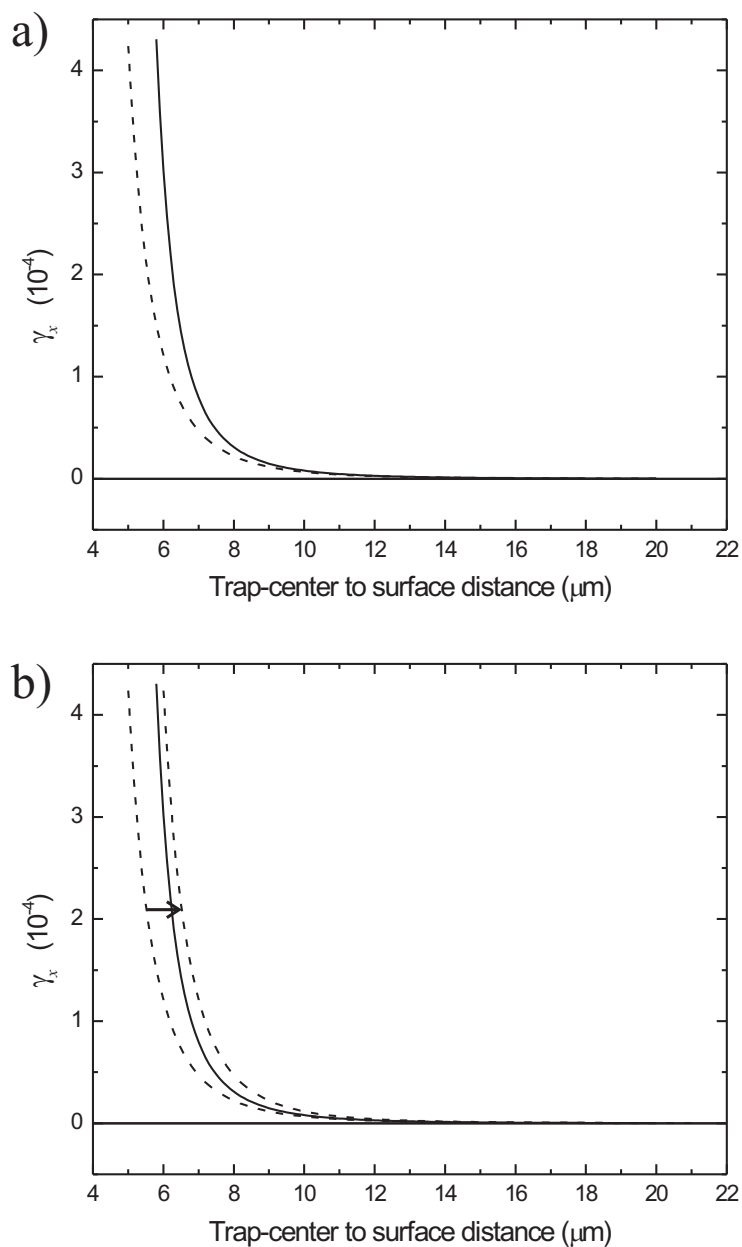 a)
4
3
2
1
0
γₓ (10⁻⁴)
4 6 8 10 12 14 16 18 20 22
Trap-center to surface distance (μm)
b)
4
3
2
1
0
γₓ (10⁻⁴)
4 6 8 10 12 14 16 18 20 22
Trap-center to surface distance (μm)